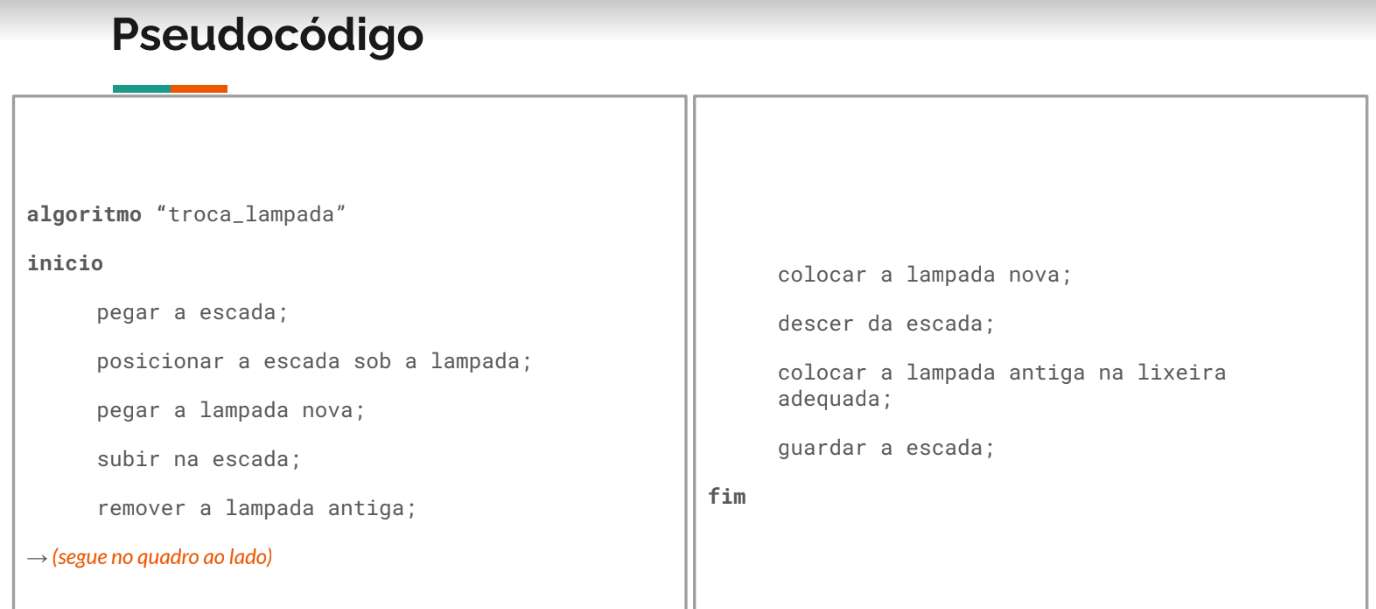 Pseudocódigo
algoritmo “troca_lampada”
inicio
pegar a escada;
posicionar a escada sob a lampada;
pegar a lampada nova;
subir na escada;
remover a lampada antiga;
→ (segue no quadro ao lado)
colocar a lampada nova;
descer da escada;
colocar a lampada antiga na lixeira
adequada;
guardar a escada;
fim